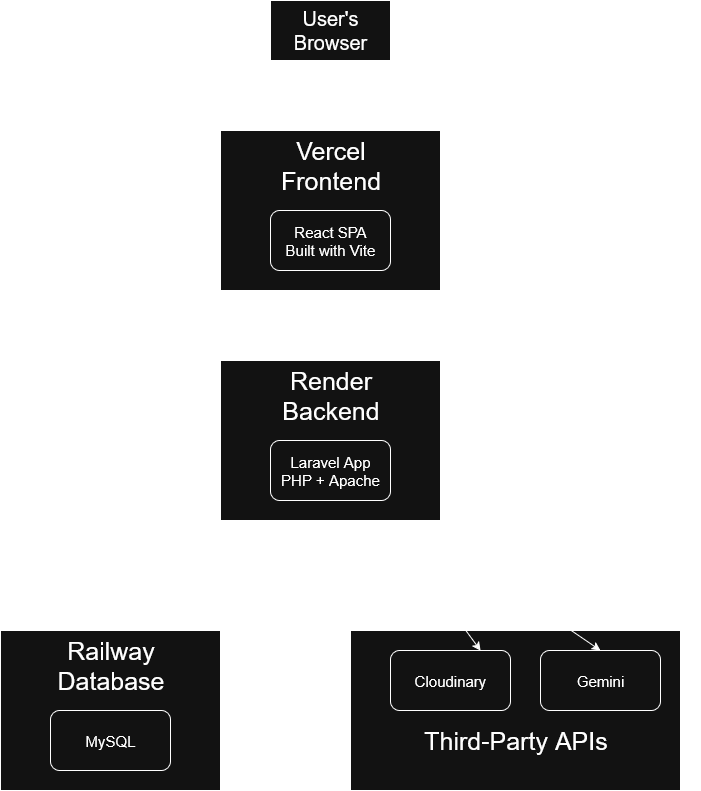 User's
Browser
Vercel
Frontend
React SPA
Built with Vite
Render
Backend
Laravel App
PHP + Apache
Railway
Database
MySQL
Cloudinary
Gemini
Third-Party APIs